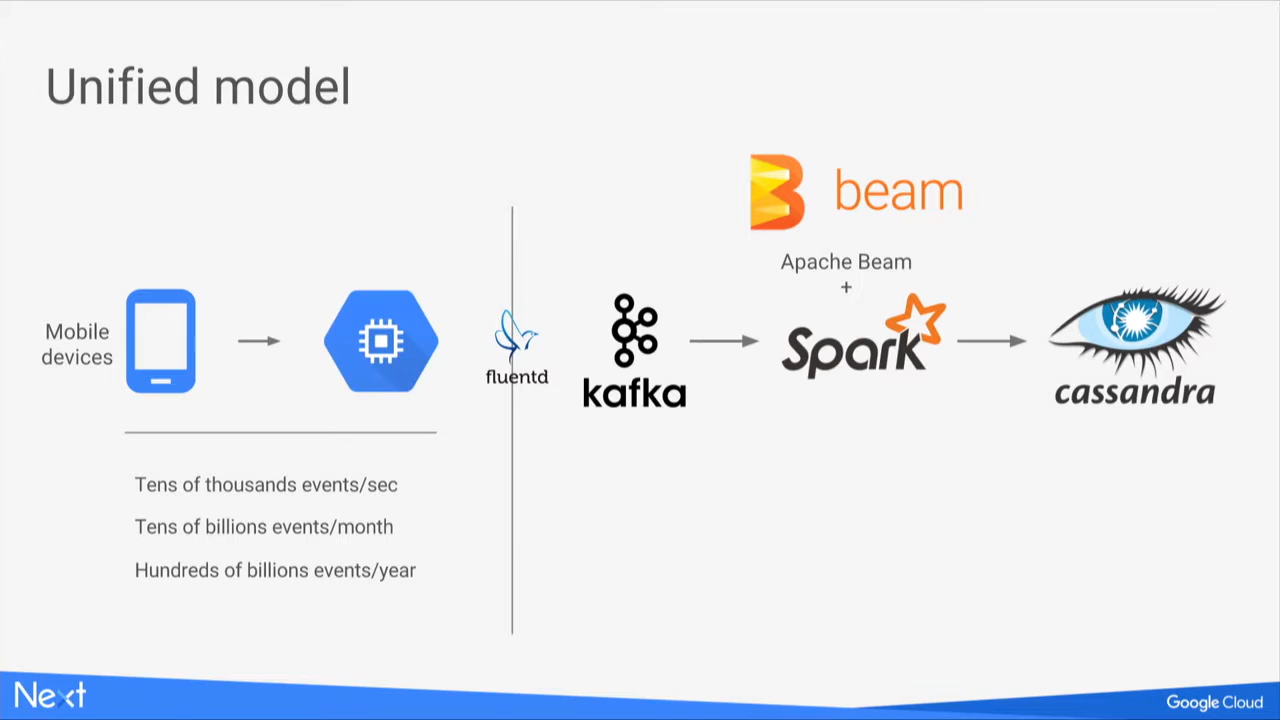 Unified model
beam
Apache Beam
+
Mobile
devices
fluentd
kafka
Spark
cassandra
Tens of thousands events/sec
Tens of billions events/month
Hundreds of billions events/year
Next
Google Cloud